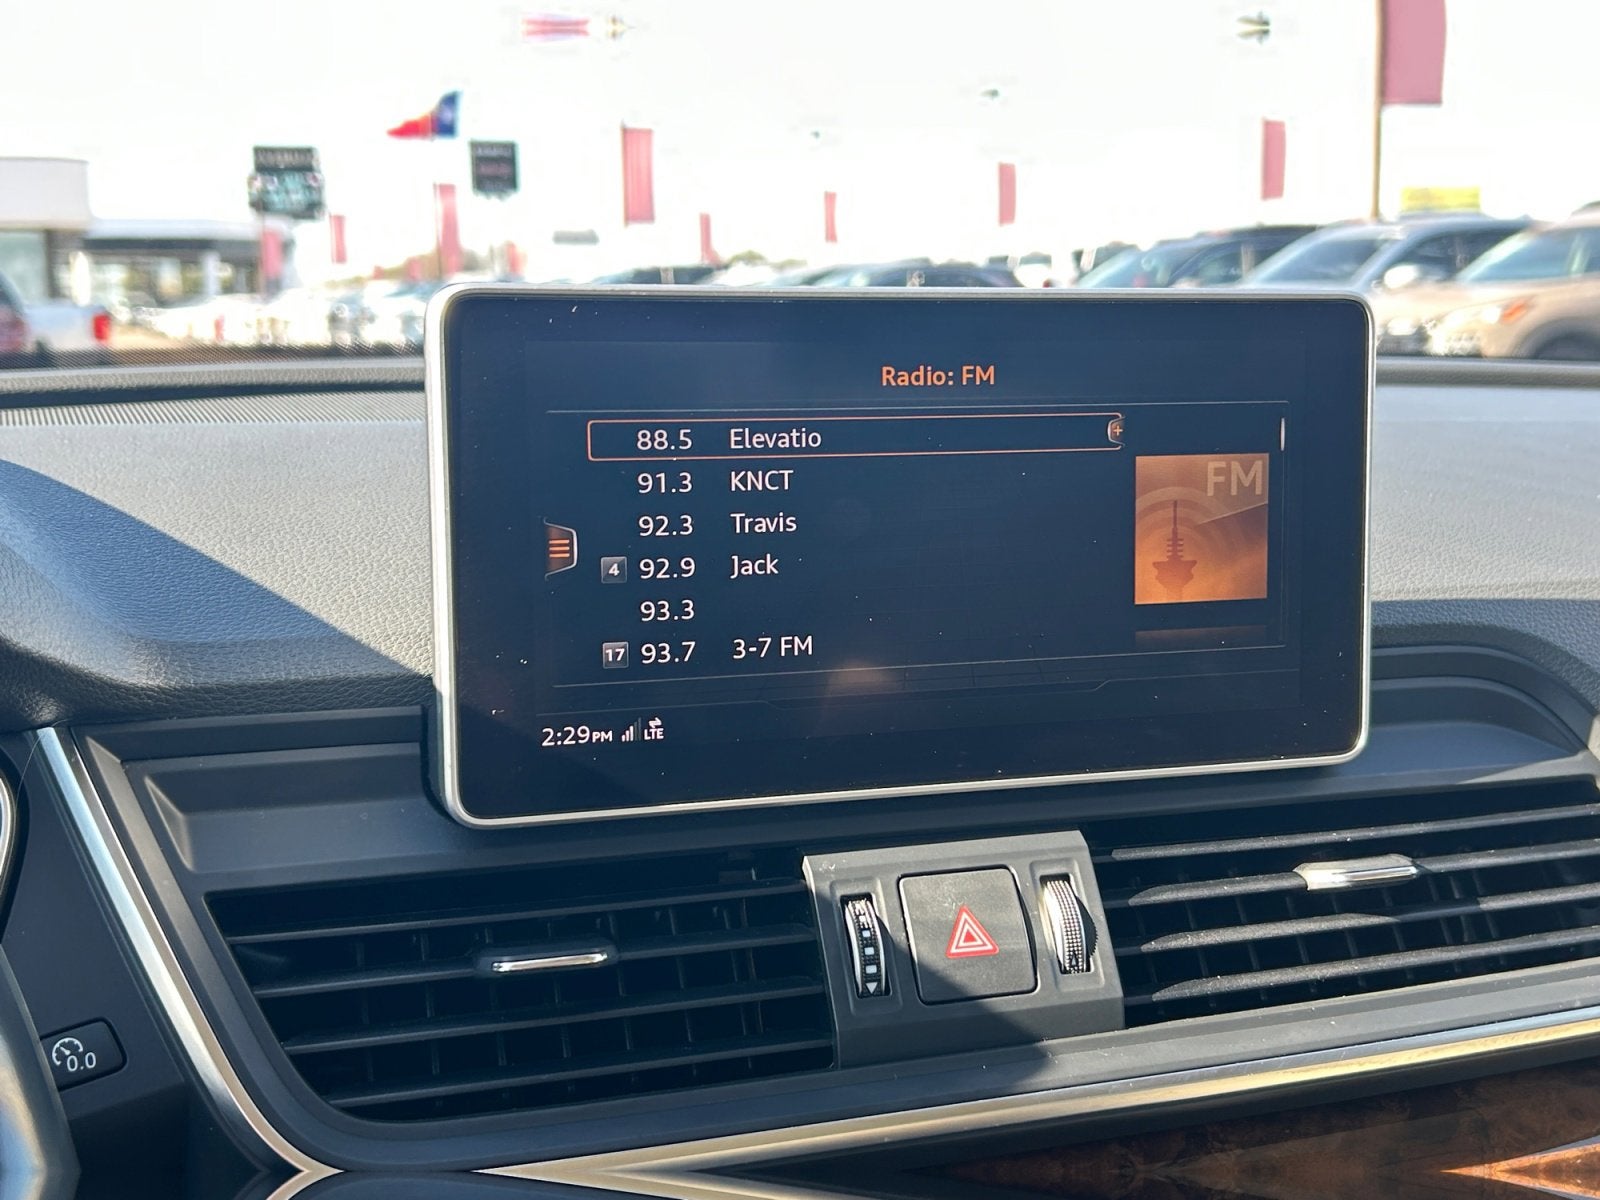 Radio: FM
88.5 Elevatio
91.3 KNCT
92.3 Travis
4 92.9 Jack
93.3
17 93.7 3-7 FM
FM
2:29PM LTE
0.0